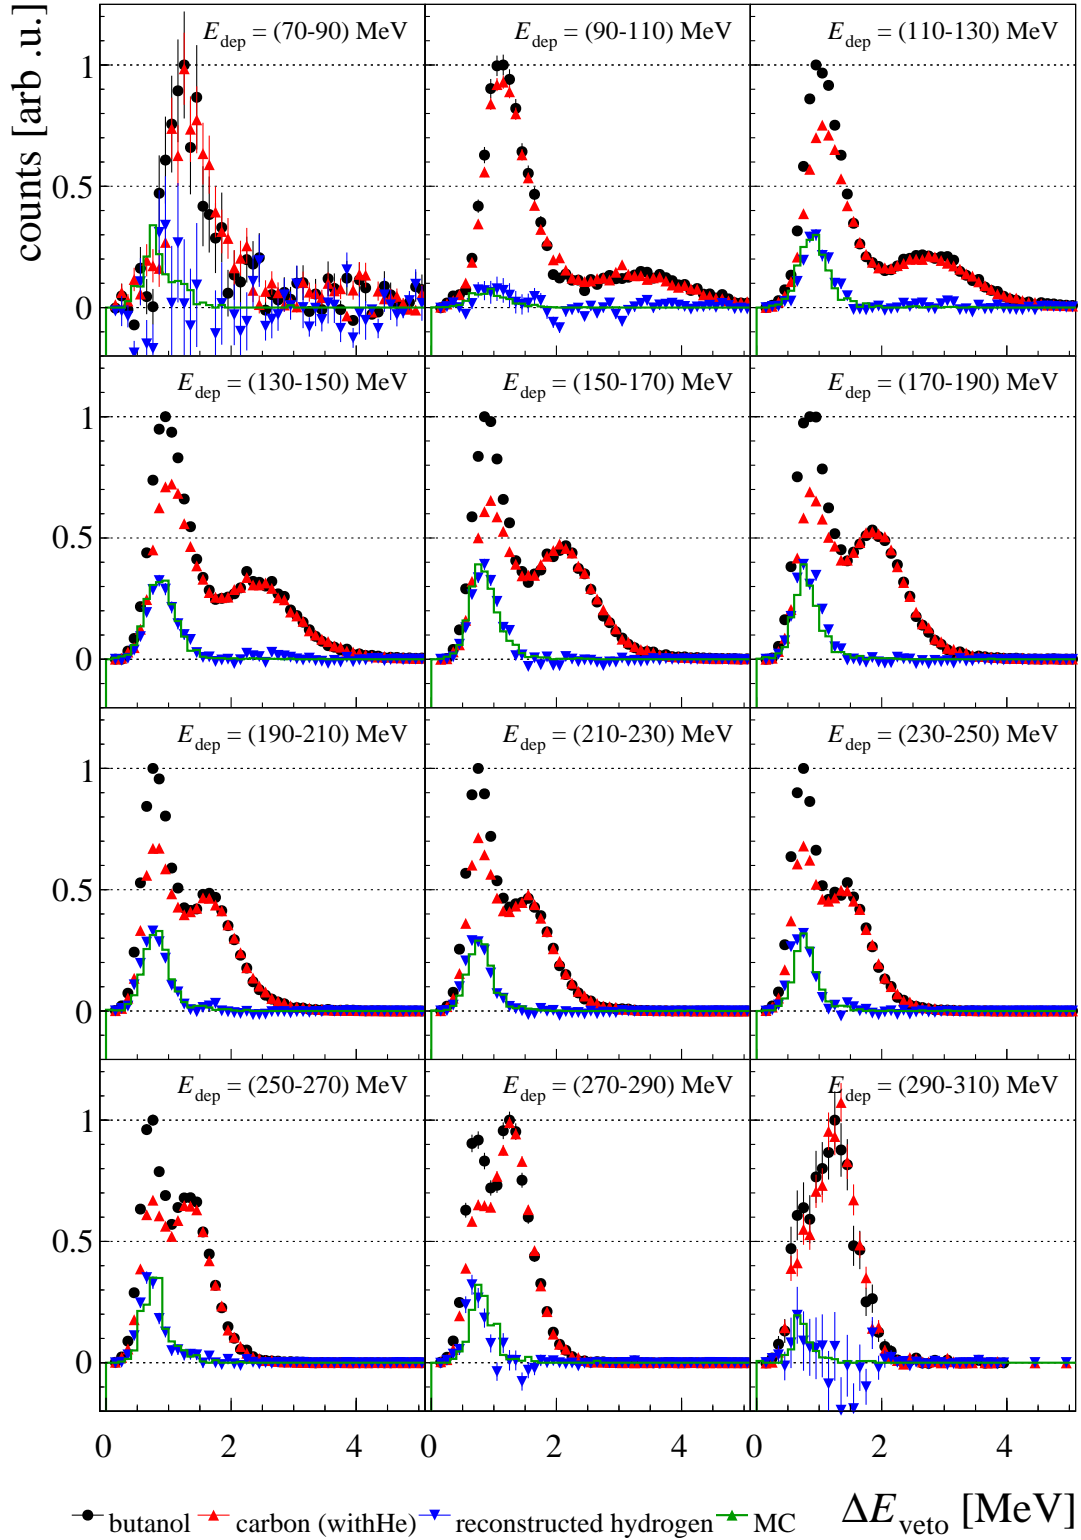 counts [arb .u.]
E_dep = (70-90) MeV
E_dep = (90-110) MeV
E_dep = (110-130) MeV
1
0.5
0
E_dep = (130-150) MeV
E_dep = (150-170) MeV
E_dep = (170-190) MeV
1
0.5
0
E_dep = (190-210) MeV
E_dep = (210-230) MeV
E_dep = (230-250) MeV
1
0.5
0
E_dep = (250-270) MeV
E_dep = (270-290) MeV
E_dep = (290-310) MeV
1
0.5
0
0 2 4 0 2 4 0 2 4
ΔE_veto [MeV]
butanol carbon (withHe) reconstructed hydrogen MC